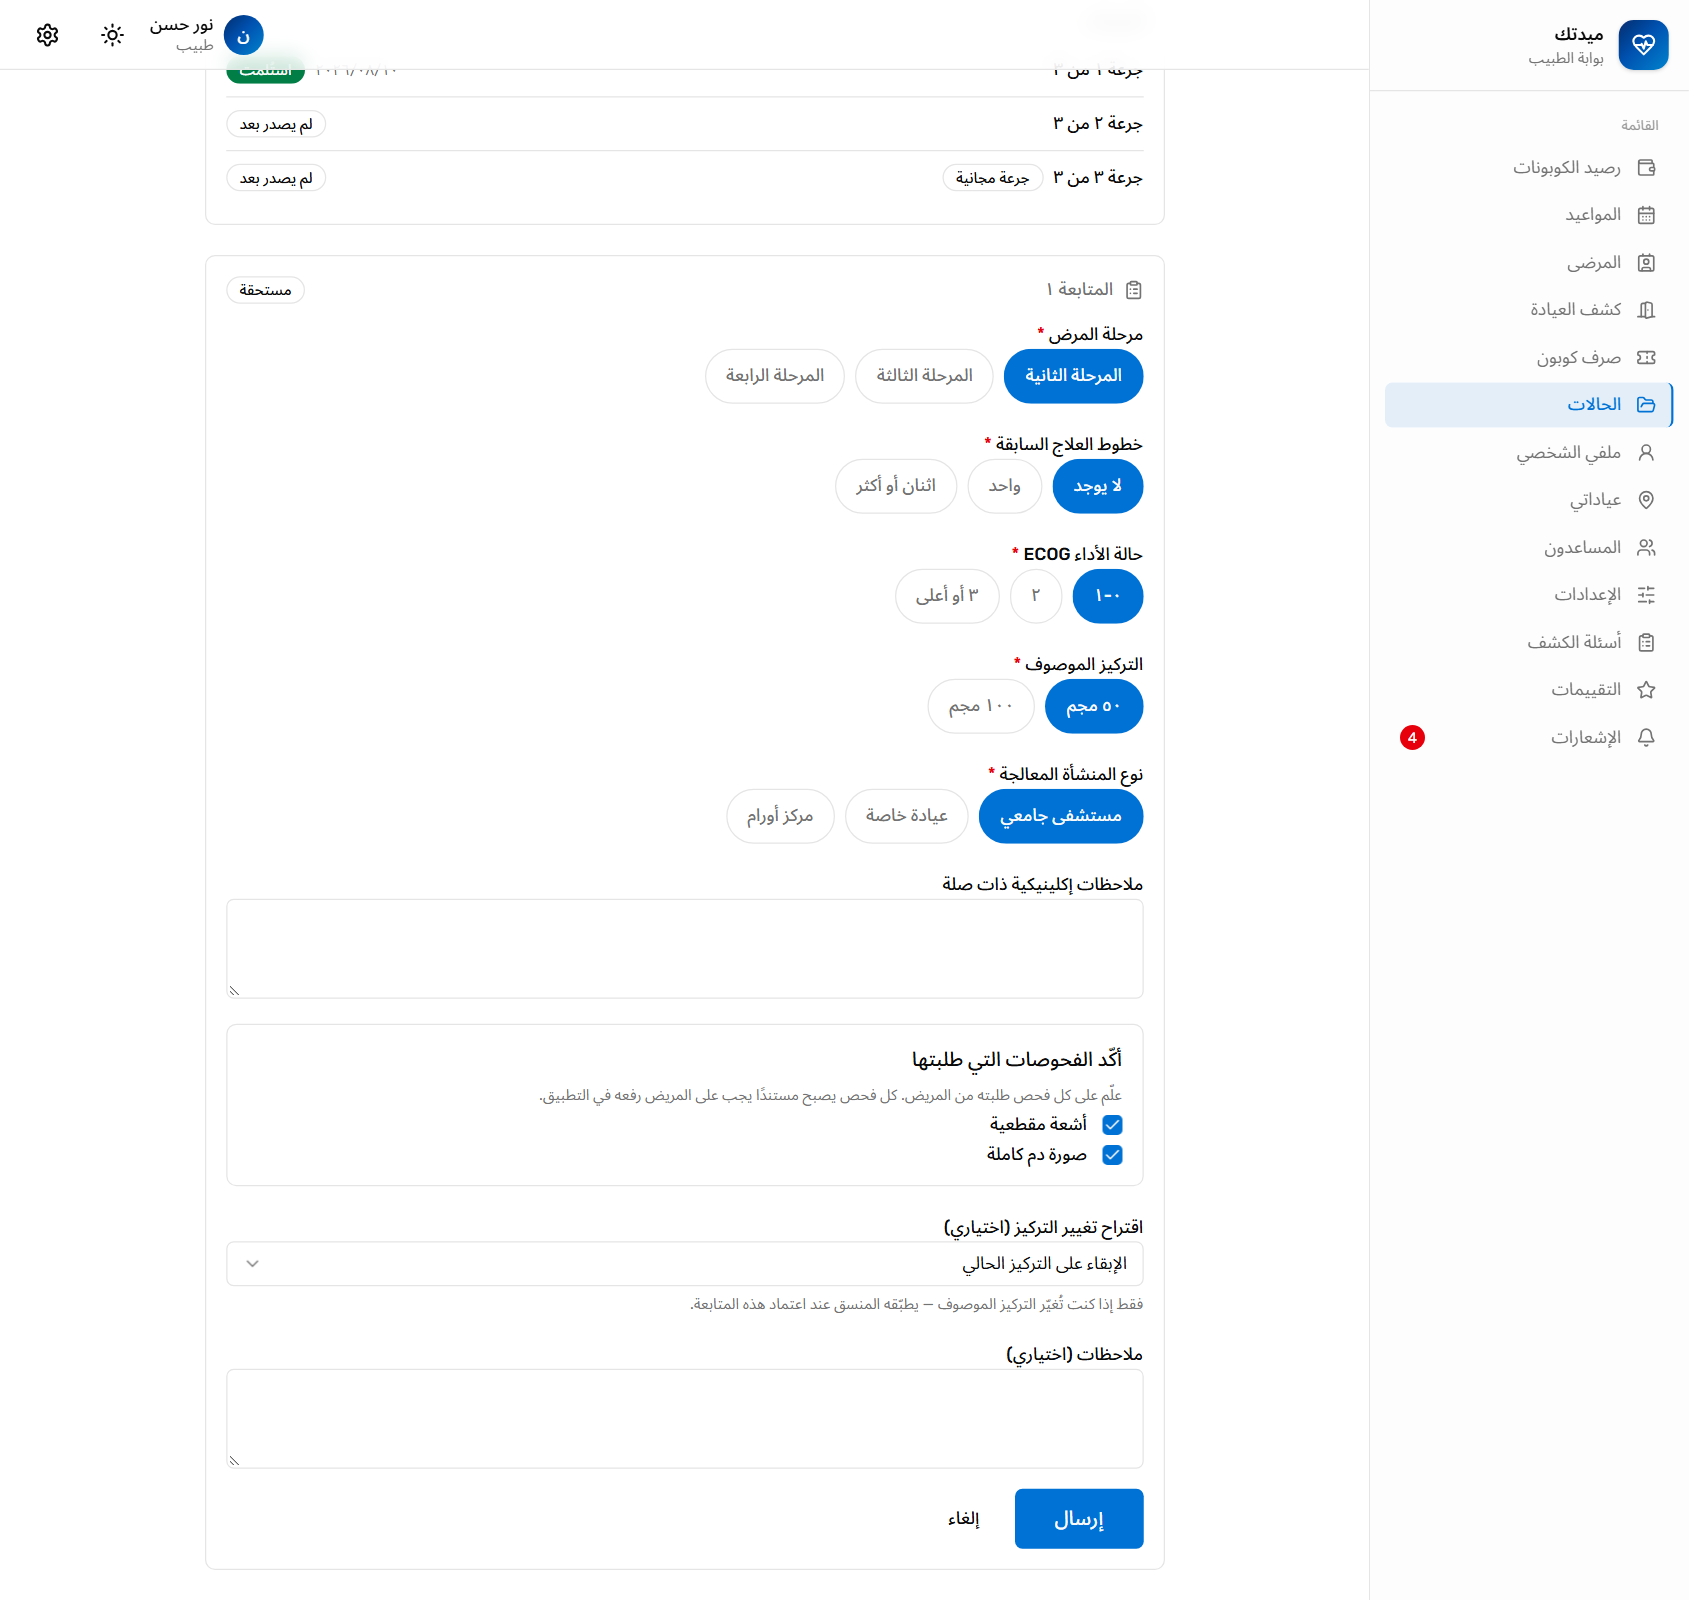 ميدتك
بوابة الطبيب
القائمة
رصيد الكوبونات
المواعيد
المرضى
كشف العيادة
صرف كوبون
الحالات
ملفي الشخصي
عياداتي
المساعدون
الإعدادات
أسئلة الكشف
التقييمات
الإشعارات 4
نور حسن
طبيب
ن
جرعة ١ من ٣
جرعة ٢ من ٣ لم يصدر بعد
جرعة ٣ من ٣ جرعة مجانية لم يصدر بعد
المتابعة ١ مستحقة
مرحلة المرض *
المرحلة الثانية المرحلة الثالثة المرحلة الرابعة
خطوط العلاج السابقة *
لا يوجد واحد اثنان أو أكثر
حالة الأداء ECOG *
٠-١ ٢ ٣ أو أعلى
التركيز الموصوف *
٥٠ مجم ١٠٠ مجم
نوع المنشأة المعالجة *
مستشفى جامعي عيادة خاصة مركز أورام
ملاحظات إكلينيكية ذات صلة
أكّد الفحوصات التي طلبتها
علّم على كل فحص طلبته من المريض. كل فحص يصبح مستندًا يجب على المريض رفعه في التطبيق.
أشعة مقطعية
صورة دم كاملة
اقتراح تغيير التركيز (اختياري)
الإبقاء على التركيز الحالي
فقط إذا كنت تُغيّر التركيز الموصوف — يطبّقه المنسق عند اعتماد هذه المتابعة.
ملاحظات (اختياري)
إرسال إلغاء